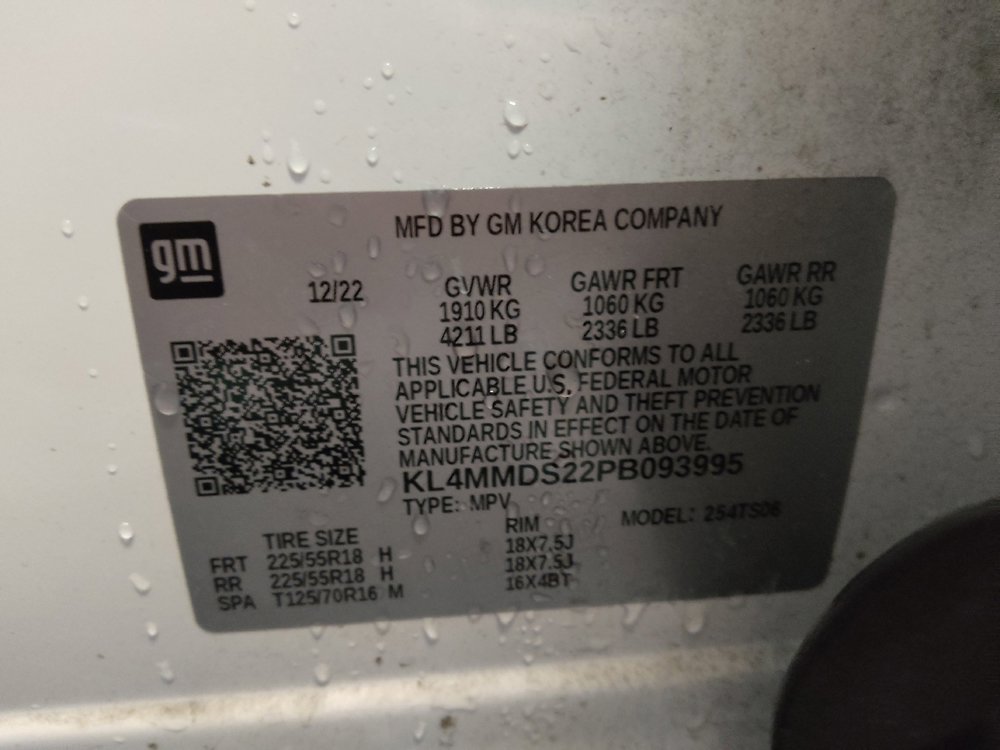 gm
MFD BY GM KOREA COMPANY
12/22
GVWR
1910 KG
4211 LB
GAWR FRT
1060 KG
2336 LB
GAWR RR
1060 KG
2336 LB
THIS VEHICLE CONFORMS TO ALL
APPLICABLE U.S. FEDERAL MOTOR
VEHICLE SAFETY AND THEFT PREVENTION
STANDARDS IN EFFECT ON THE DATE OF
MANUFACTURE SHOWN ABOVE.
KL4MMDS22PB093995
TYPE: MPV
MODEL: 254TS06
TIRE SIZE RIM
FRT 225/55R18 H 18X7.5J
RR 225/55R18 H 18X7.5J
SPA T125/70R16 M 16X4BT